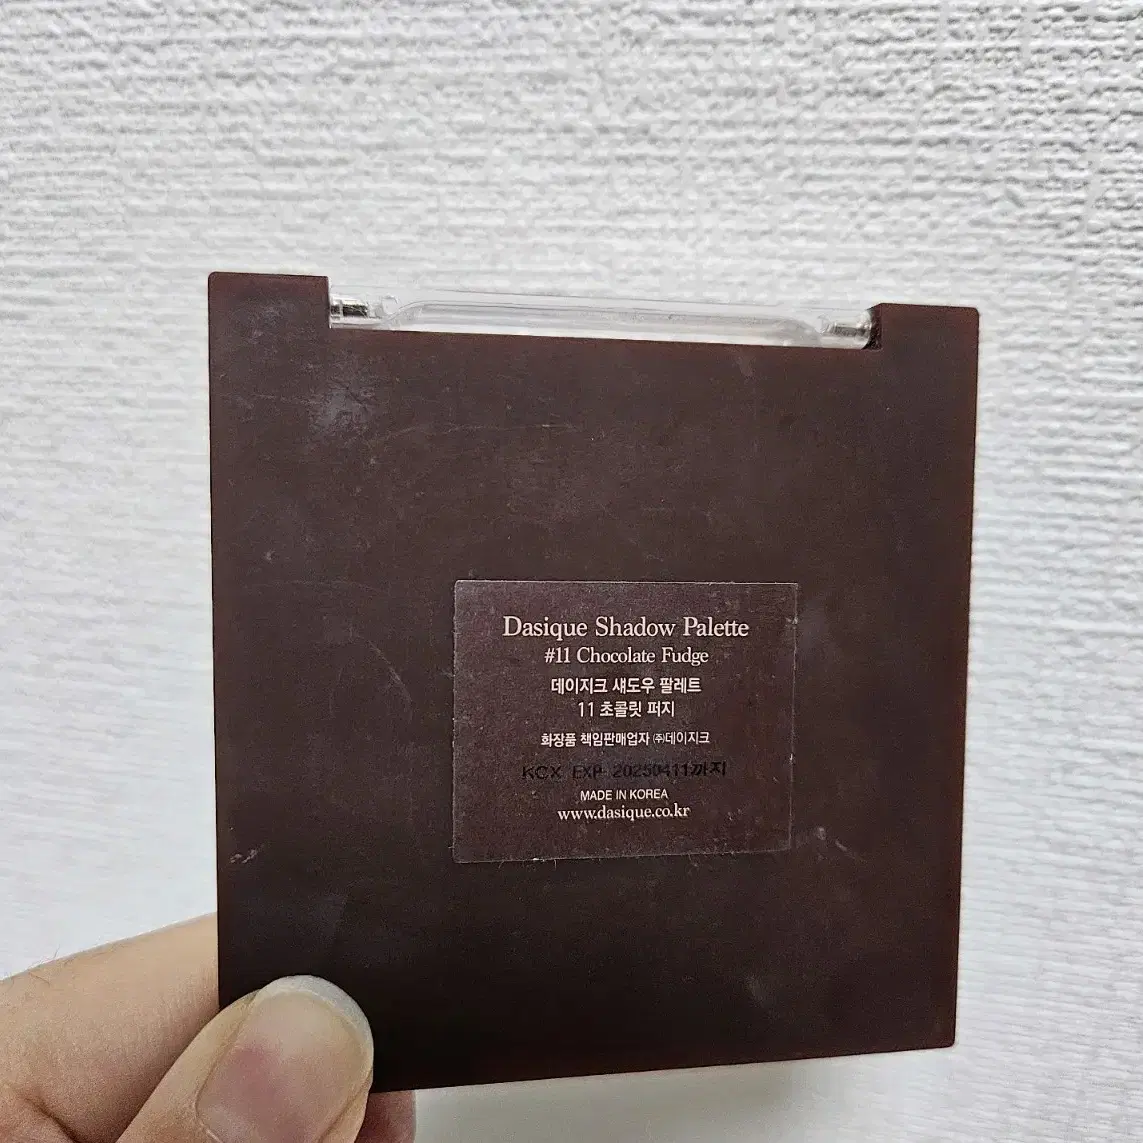 Dasique Shadow Palette
#11 Chocolate Fudge
데이지크 섀도우 팔레트
11 초콜릿 퍼지
화장품 책임판매업자 ㈜데이지크
KCX EXP 20250411까지
MADE IN KOREA
www.dasique.co.kr